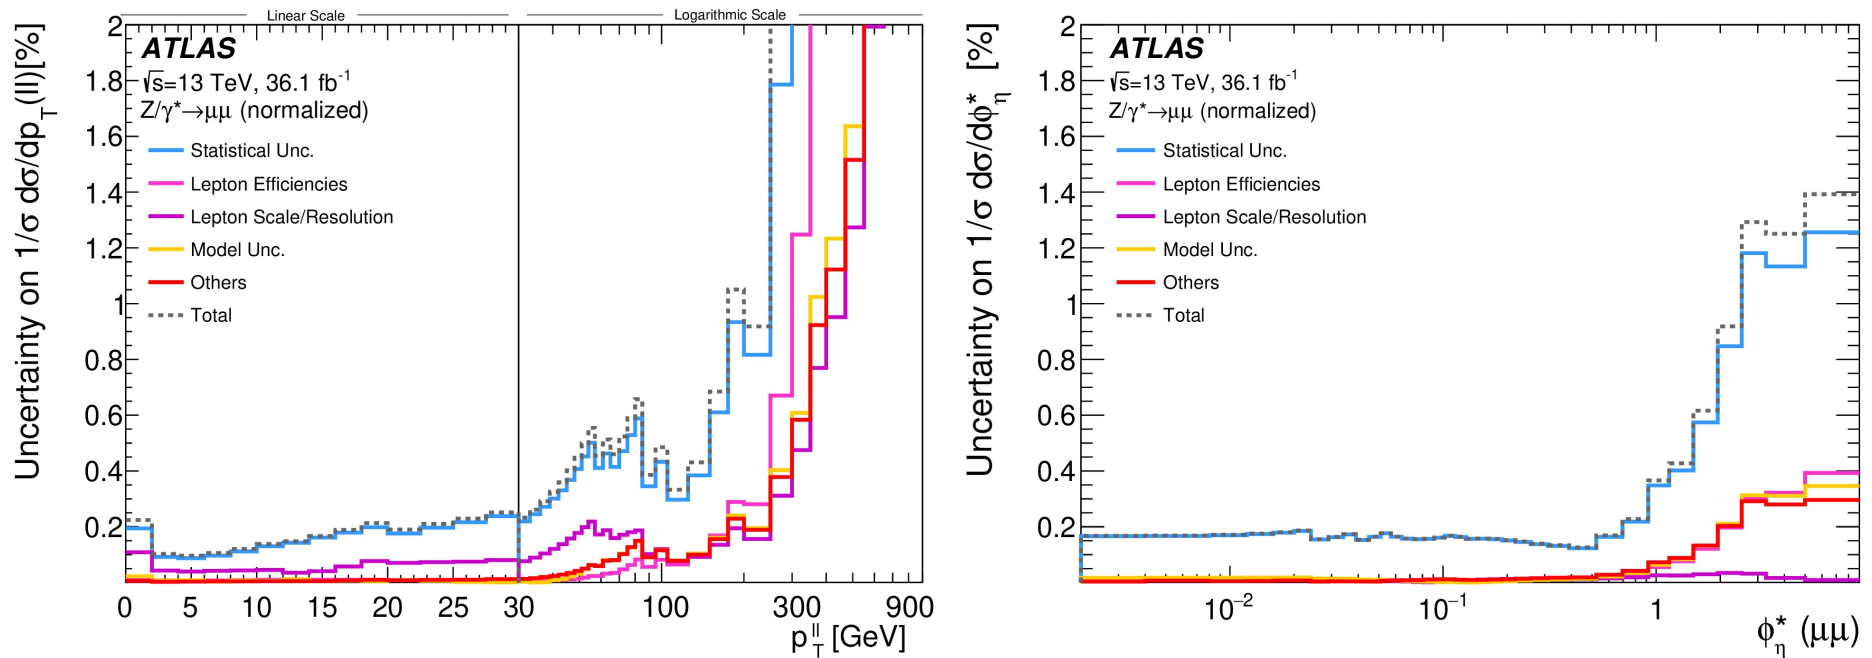 Linear Scale
Logarithmic Scale
Uncertainty on 1/σ dσ/dp_T(ll)[%]
2
1.8
1.6
1.4
1.2
1
0.8
0.6
0.4
0.2
ATLAS
√s=13 TeV, 36.1 fb⁻¹
Z/γ*→μμ (normalized)
Statistical Unc.
Lepton Efficiencies
Lepton Scale/Resolution
Model Unc.
Others
Total
0 5 10 15 20 25 30 100 300 900
p_T^ll [GeV]
Uncertainty on 1/σ dσ/dϕ*_η [%]
2
1.8
1.6
1.4
1.2
1
0.8
0.6
0.4
0.2
ATLAS
√s=13 TeV, 36.1 fb⁻¹
Z/γ*→μμ (normalized)
Statistical Unc.
Lepton Efficiencies
Lepton Scale/Resolution
Model Unc.
Others
Total
10⁻² 10⁻¹ 1
ϕ*_η (μμ)